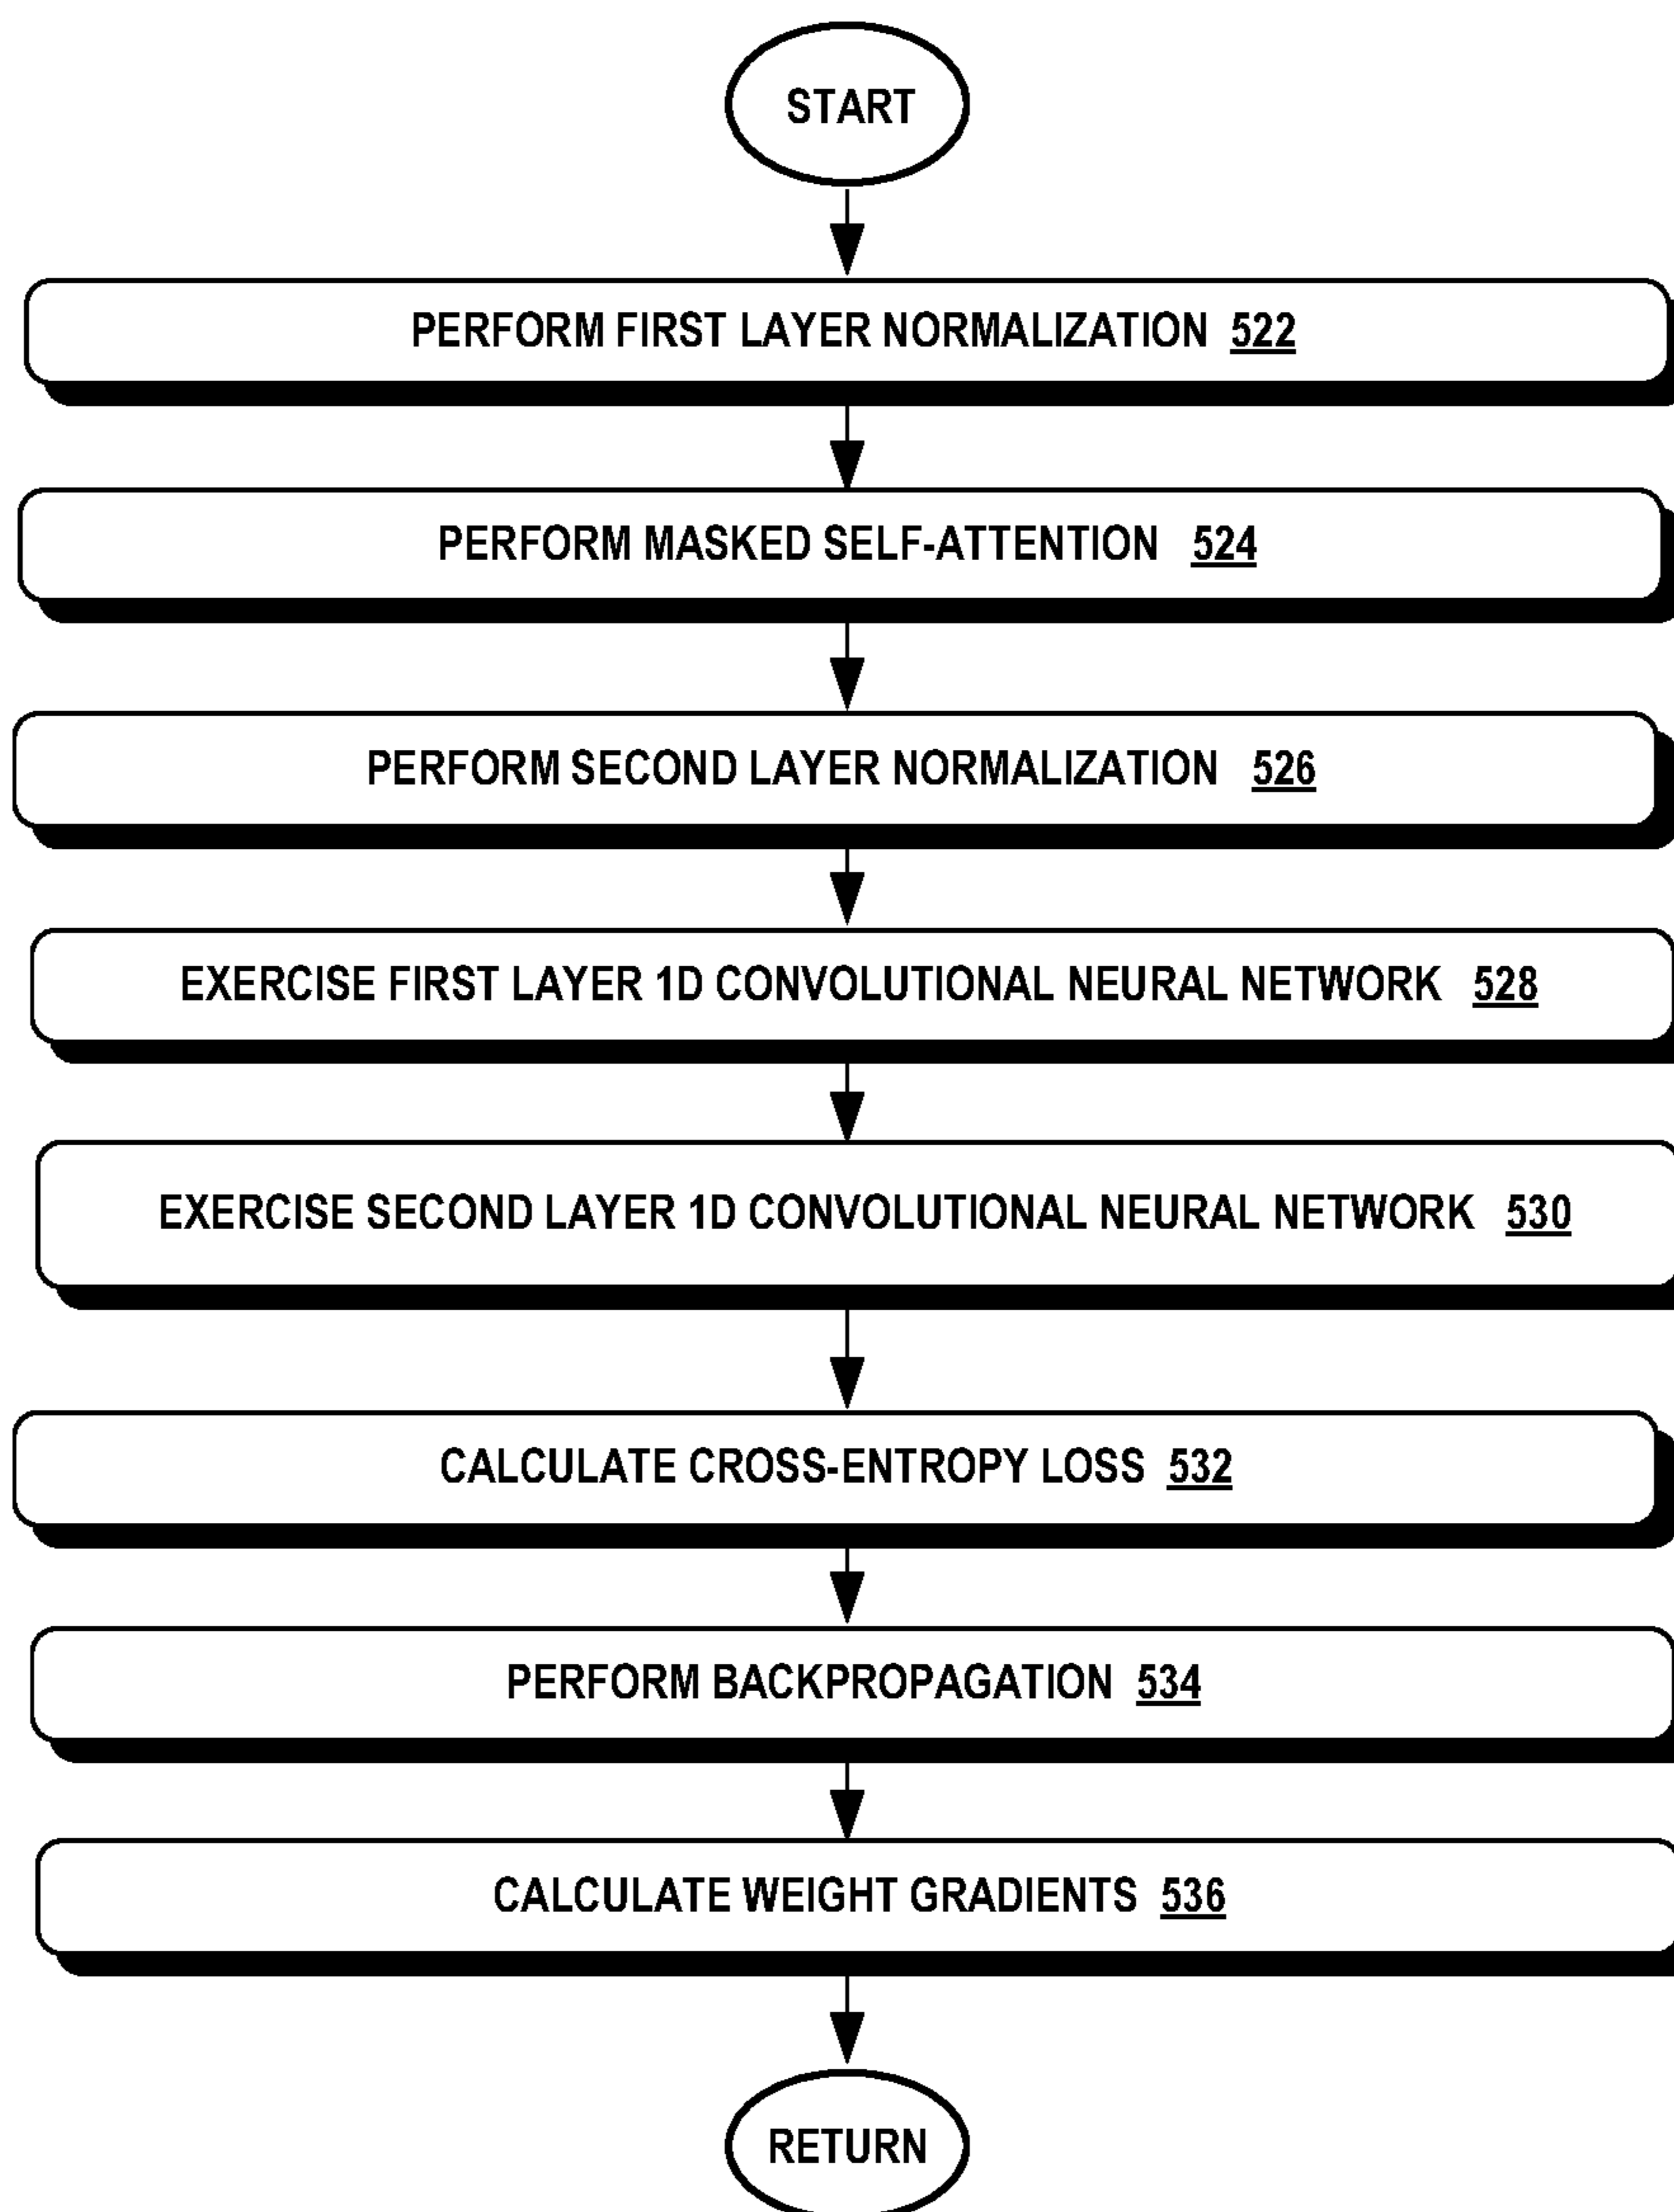 START
PERFORM FIRST LAYER NORMALIZATION 522
PERFORM MASKED SELF-ATTENTION 524
PERFORM SECOND LAYER NORMALIZATION 526
EXERCISE FIRST LAYER 1D CONVOLUTIONAL NEURAL NETWORK 528
EXERCISE SECOND LAYER 1D CONVOLUTIONAL NEURAL NETWORK 530
CALCULATE CROSS-ENTROPY LOSS 532
PERFORM BACKPROPAGATION 534
CALCULATE WEIGHT GRADIENTS 536
RETURN